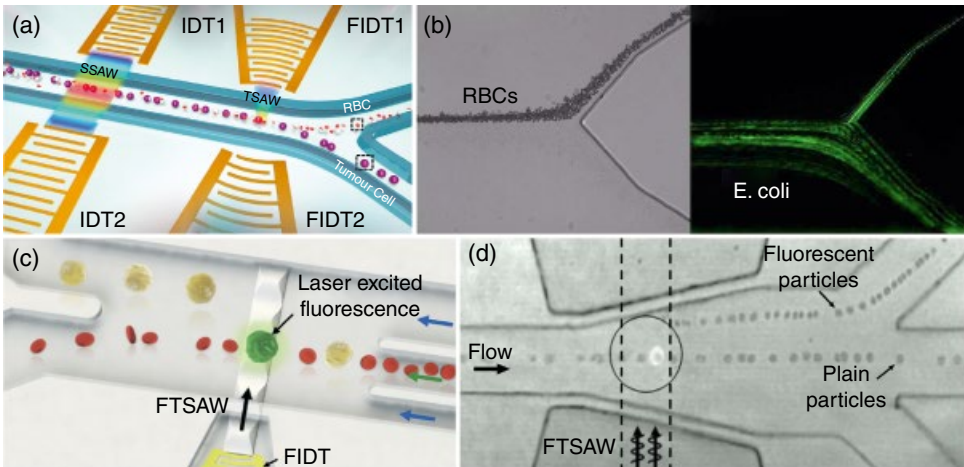 (a)
IDT1
FIDT1
SSAW
TSAW
RBC
Tumour Cell
IDT2
FIDT2
(b)
RBCs
E. coli
(c)
Laser excited
fluorescence
FTSAW
FIDT
(d)
Fluorescent
particles
Flow
Plain
particles
FTSAW